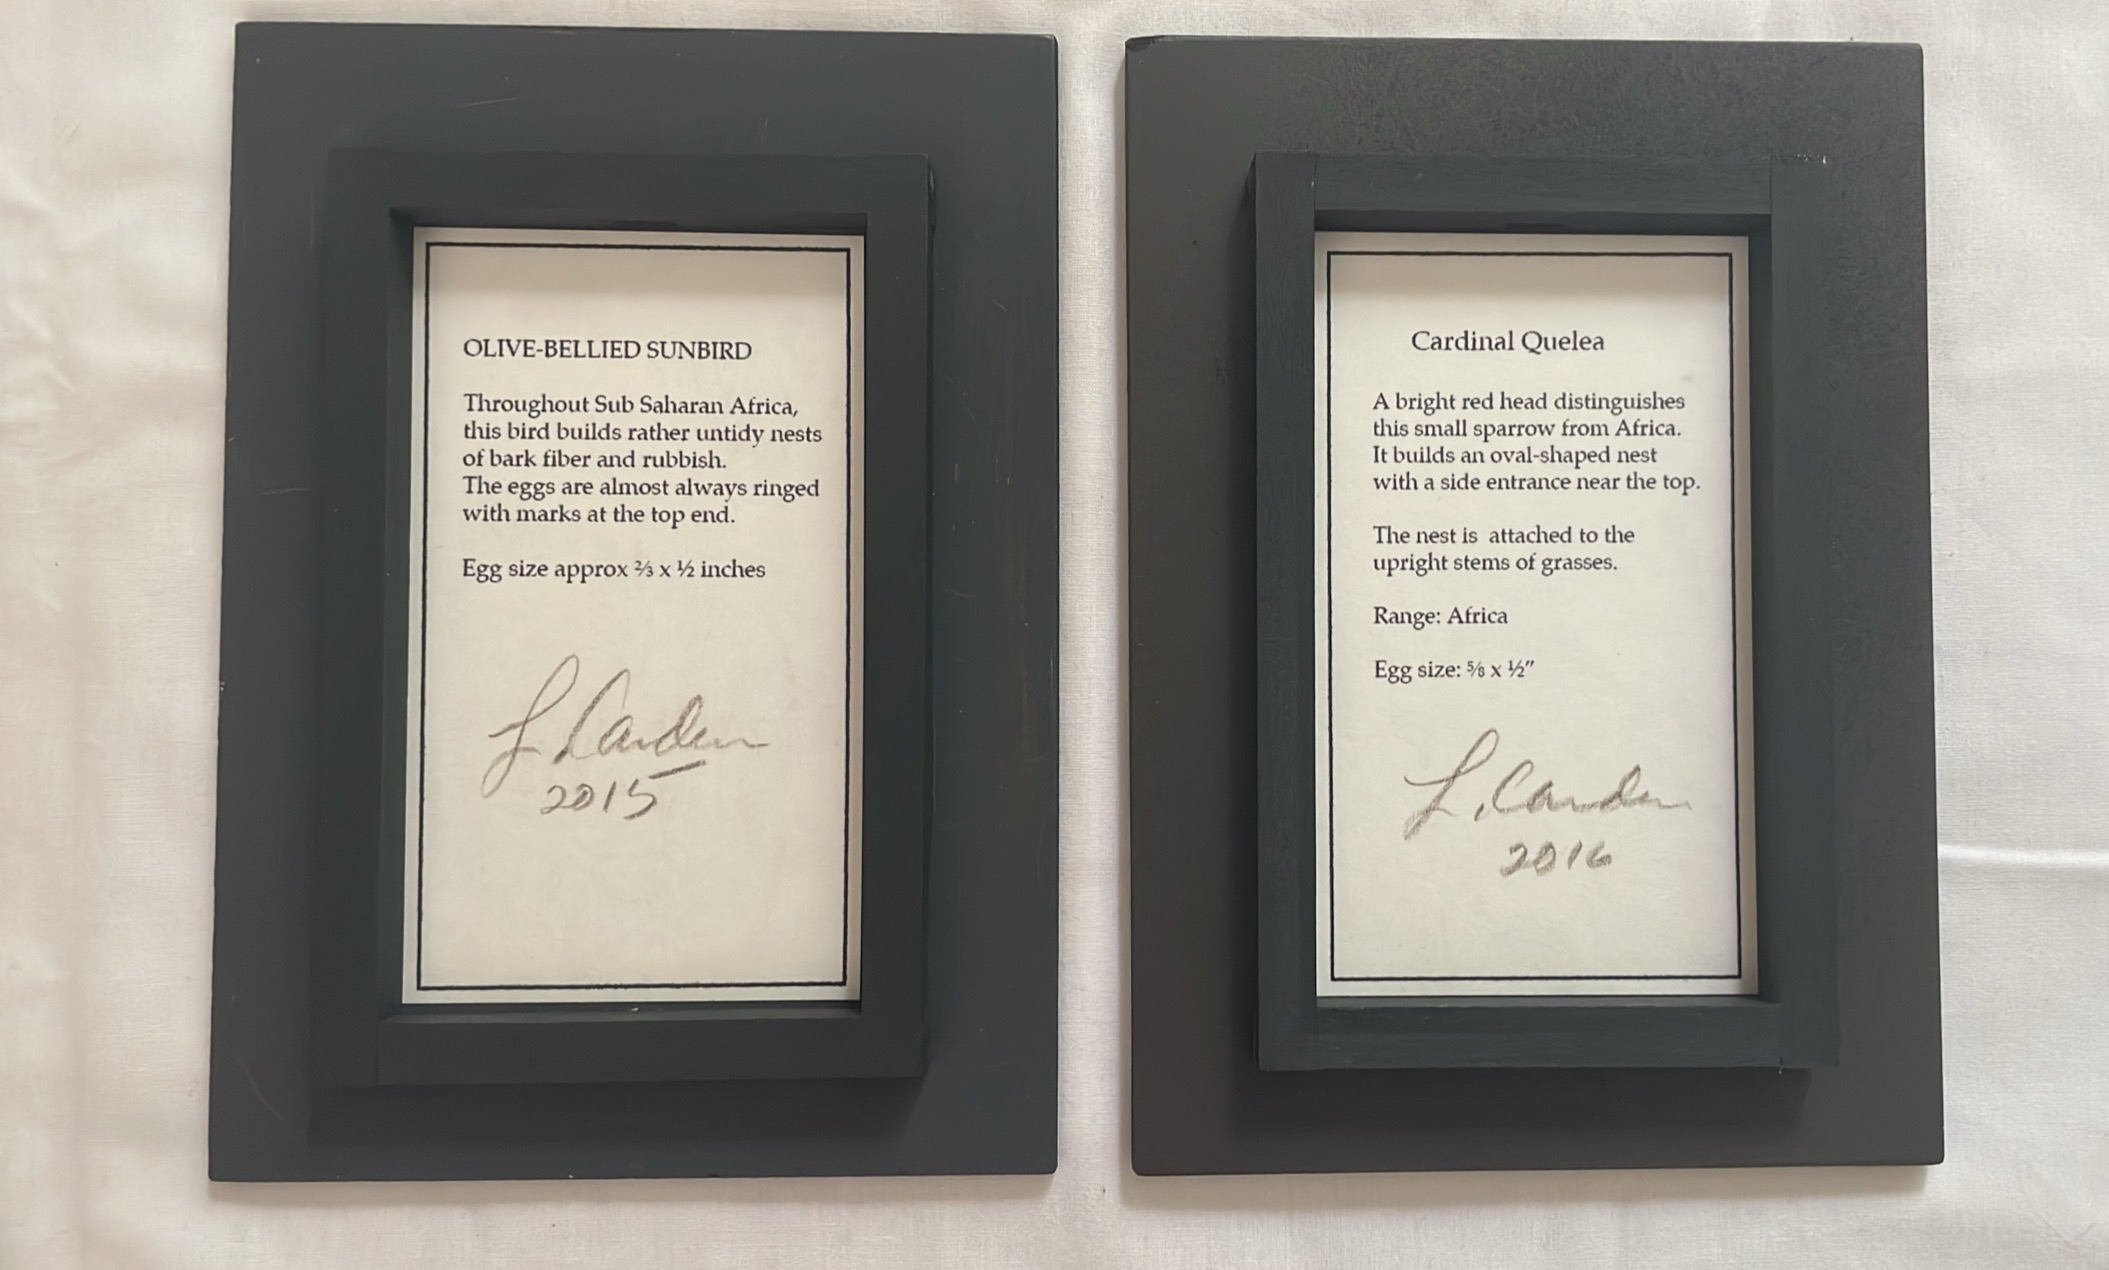 OLIVE-BELLIED SUNBIRD
Throughout Sub Saharan Africa,
this bird builds rather untidy nests
of bark fiber and rubbish.
The eggs are almost always ringed
with marks at the top end.
Egg size approx ⅔ x ½ inches
L Carden
2015
Cardinal Quelea
A bright red head distinguishes
this small sparrow from Africa.
It builds an oval-shaped nest
with a side entrance near the top.
The nest is attached to the
upright stems of grasses.
Range: Africa
Egg size: ⅝ x ½"
L. Carden
2016